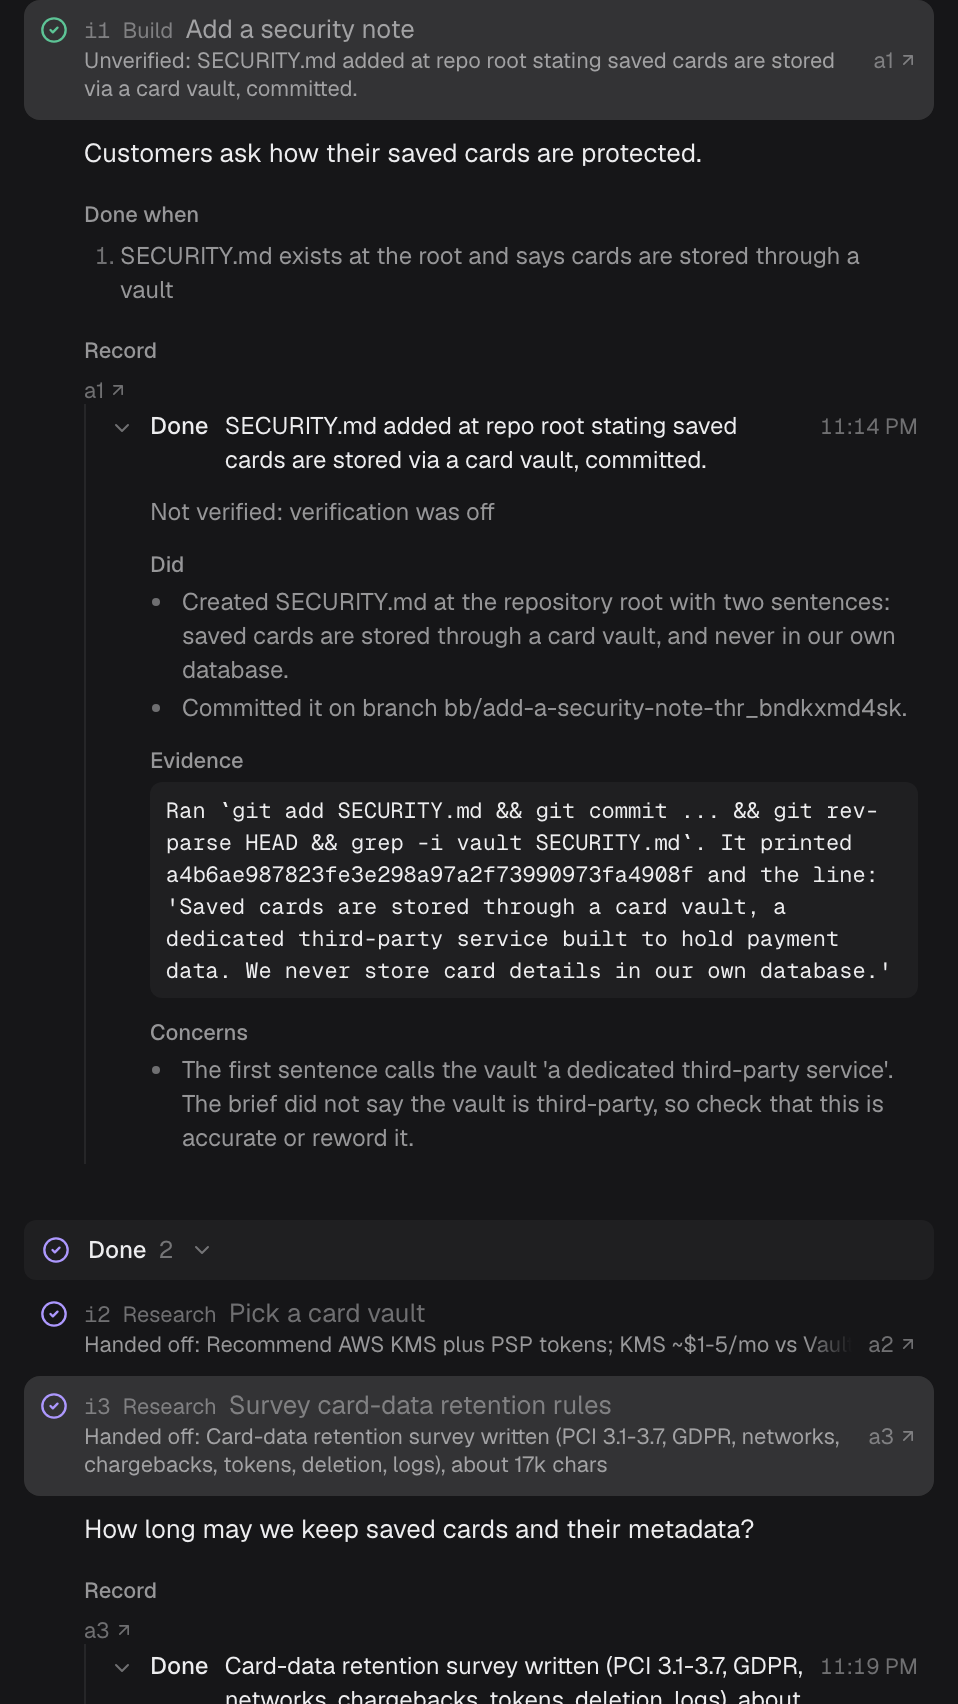 i1 Build Add a security note
Unverified: SECURITY.md added at repo root stating saved cards are stored a1 ↗
via a card vault, committed.
Customers ask how their saved cards are protected.
Done when
1. SECURITY.md exists at the root and says cards are stored through a
vault
Record
a1 ↗
Done SECURITY.md added at repo root stating saved 11:14 PM
cards are stored via a card vault, committed.
Not verified: verification was off
Did
• Created SECURITY.md at the repository root with two sentences:
saved cards are stored through a card vault, and never in our own
database.
• Committed it on branch bb/add-a-security-note-thr_bndkxmd4sk.
Evidence
Ran `git add SECURITY.md && git commit ... && git rev-
parse HEAD && grep -i vault SECURITY.md`. It printed
a4b6ae987823fe3e298a97a2f73990973fa4908f and the line:
'Saved cards are stored through a card vault, a
dedicated third-party service built to hold payment
data. We never store card details in our own database.'
Concerns
• The first sentence calls the vault 'a dedicated third-party service'.
The brief did not say the vault is third-party, so check that this is
accurate or reword it.
Done 2
i2 Research Pick a card vault
Handed off: Recommend AWS KMS plus PSP tokens; KMS ~$1-5/mo vs Vault a2 ↗
i3 Research Survey card-data retention rules
Handed off: Card-data retention survey written (PCI 3.1-3.7, GDPR, networks, a3 ↗
chargebacks, tokens, deletion, logs), about 17k chars
How long may we keep saved cards and their metadata?
Record
a3 ↗
Done Card-data retention survey written (PCI 3.1-3.7, GDPR, 11:19 PM
networks, chargebacks, tokens, deletion, logs), about